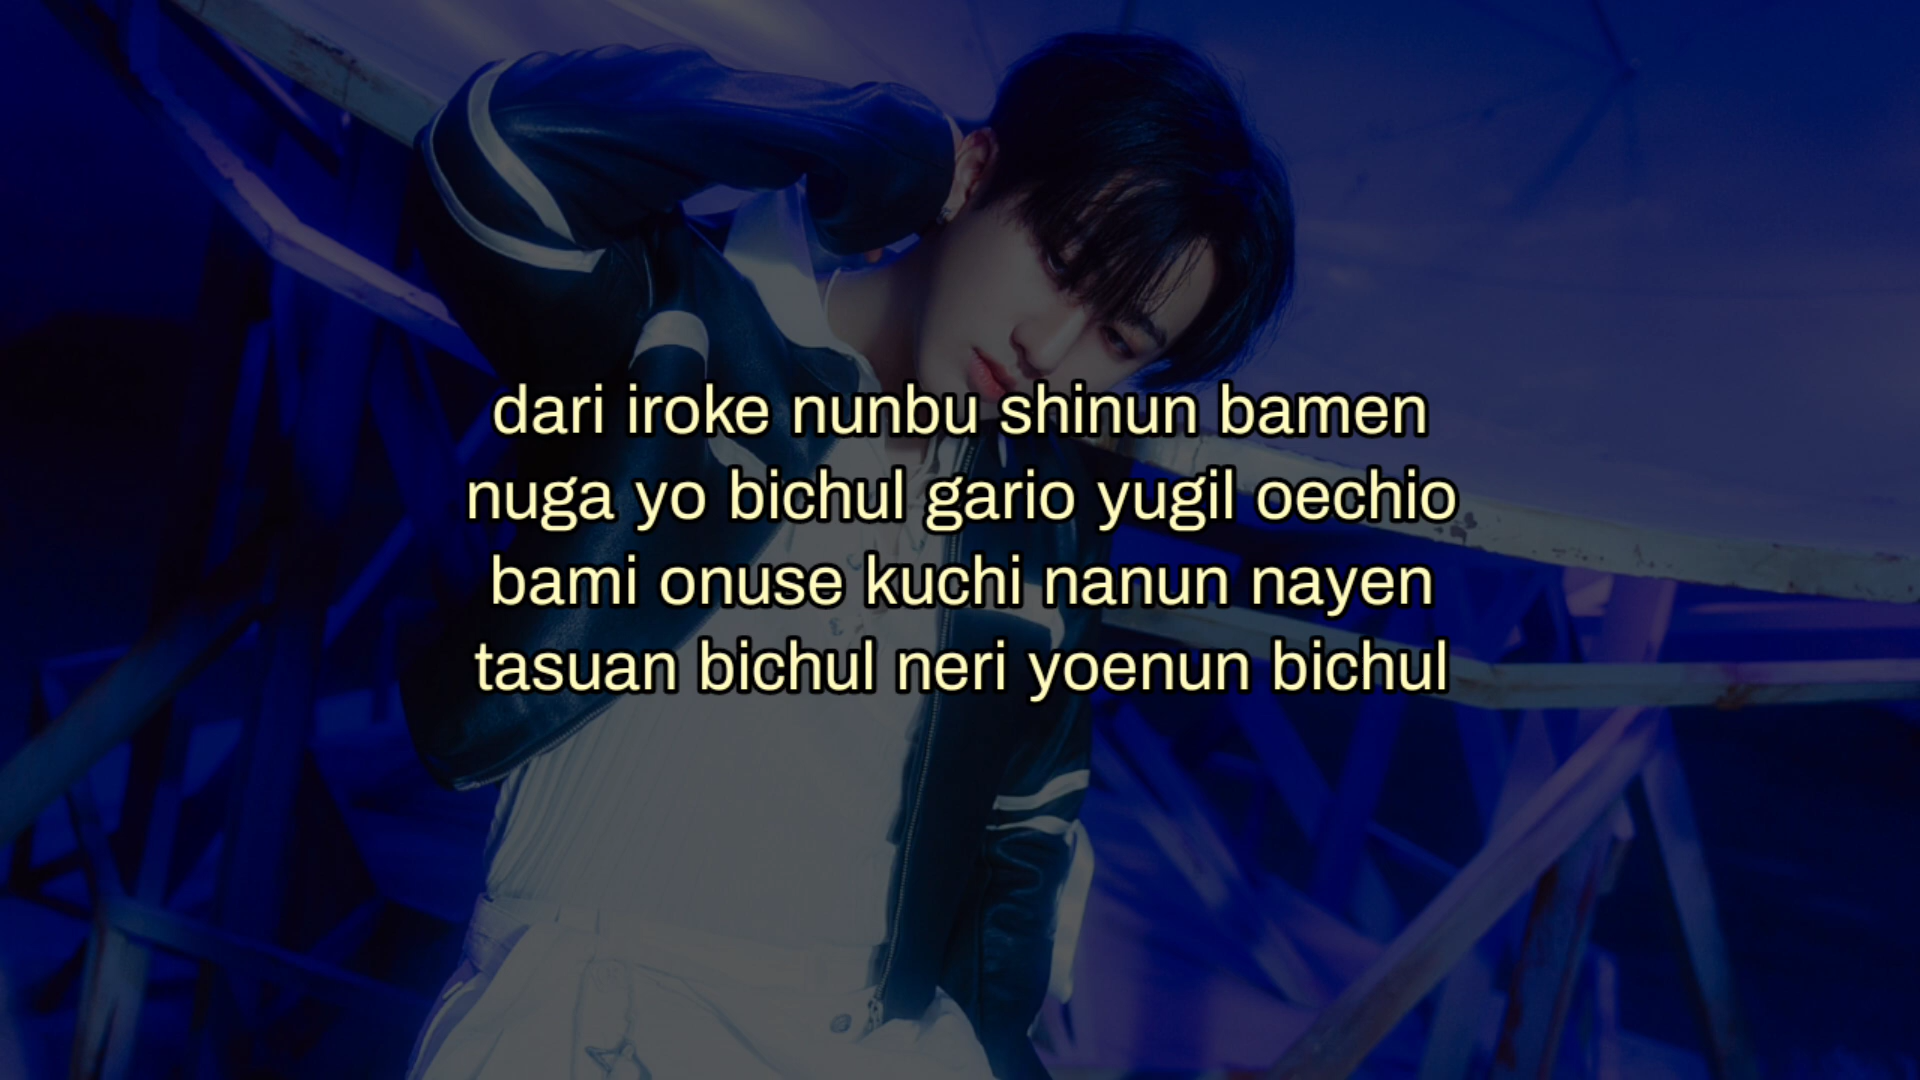 dari iroke nunbu shinun bamen
nuga yo bichul gario yugil oechio
bami onuse kuchi nanun nayen
tasuan bichul neri yoenun bichul